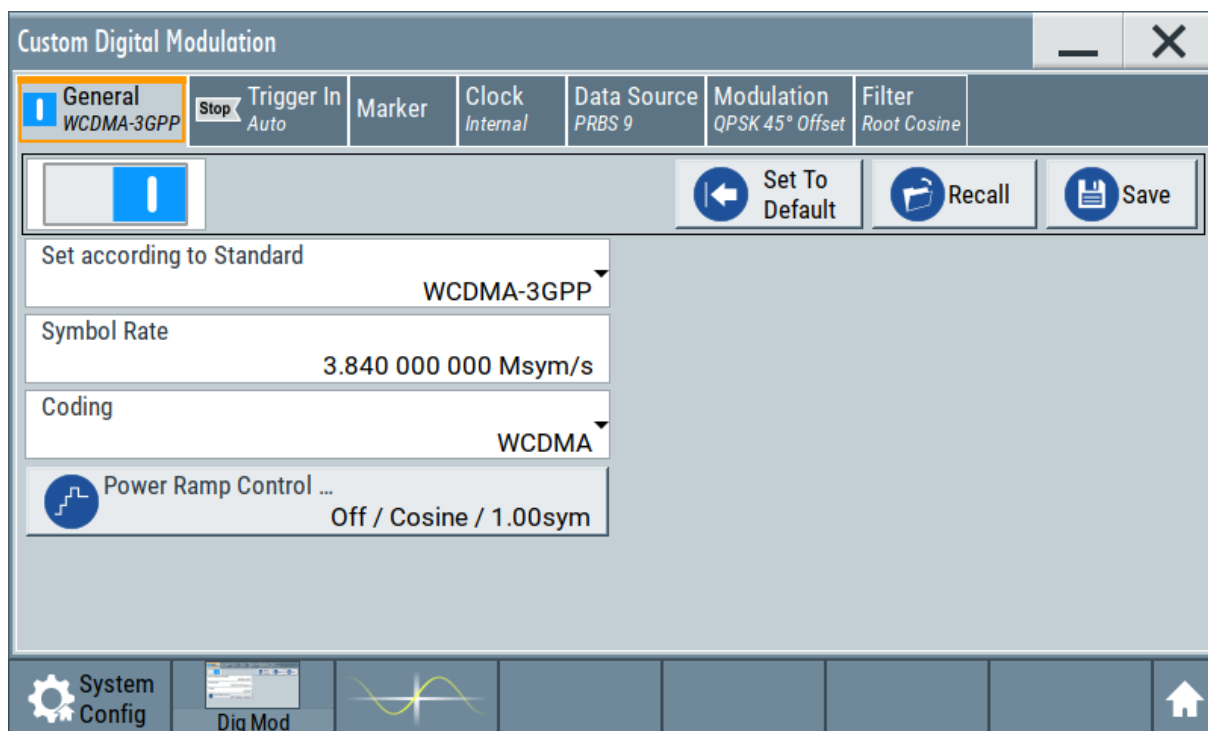 Custom Digital Modulation
General
WCDMA-3GPP
Stop
Trigger In
Auto
Marker
Clock
Internal
Data Source
PRBS 9
Modulation
QPSK 45° Offset
Filter
Root Cosine
Set To
Default
Recall
Save
Set according to Standard
WCDMA-3GPP
Symbol Rate
3.840 000 000 Msym/s
Coding
WCDMA
Power Ramp Control ...
Off / Cosine / 1.00sym
System
Config
Dig Mod